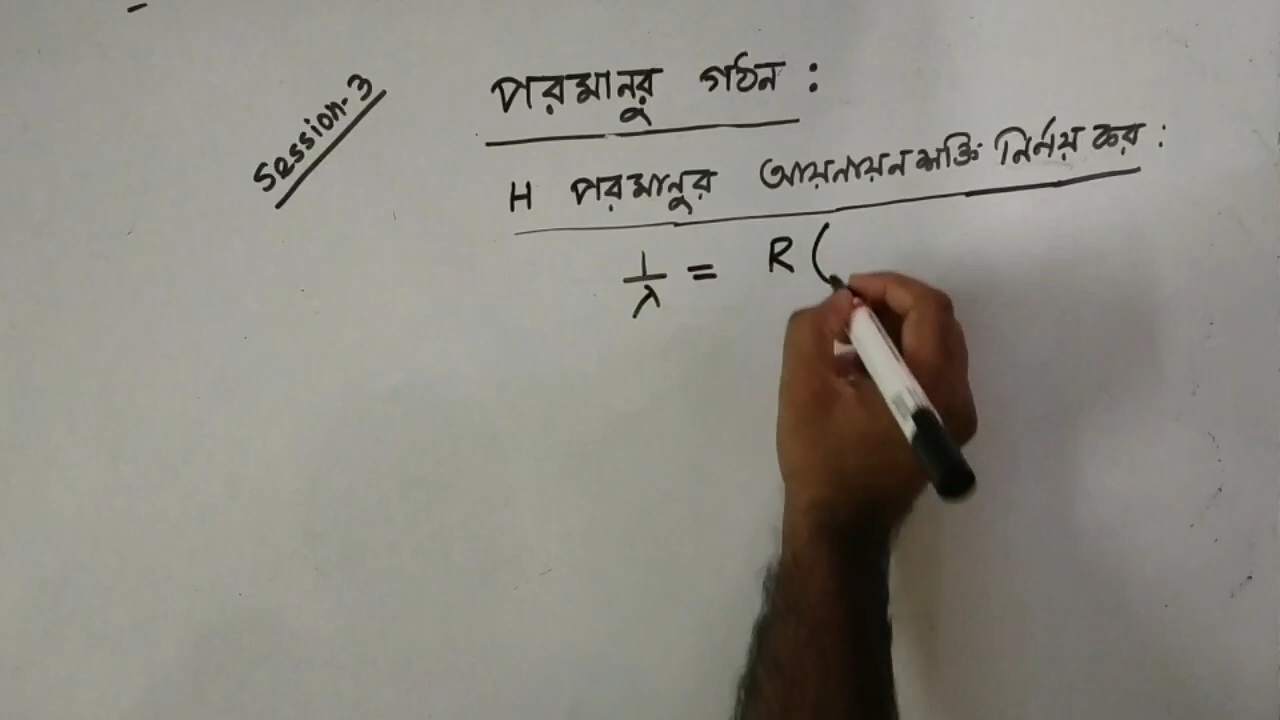 Session-3
পরমানুর গঠন :
H পরমানুর আয়নায়নশক্তি নির্নয় কর :
1/λ = R (